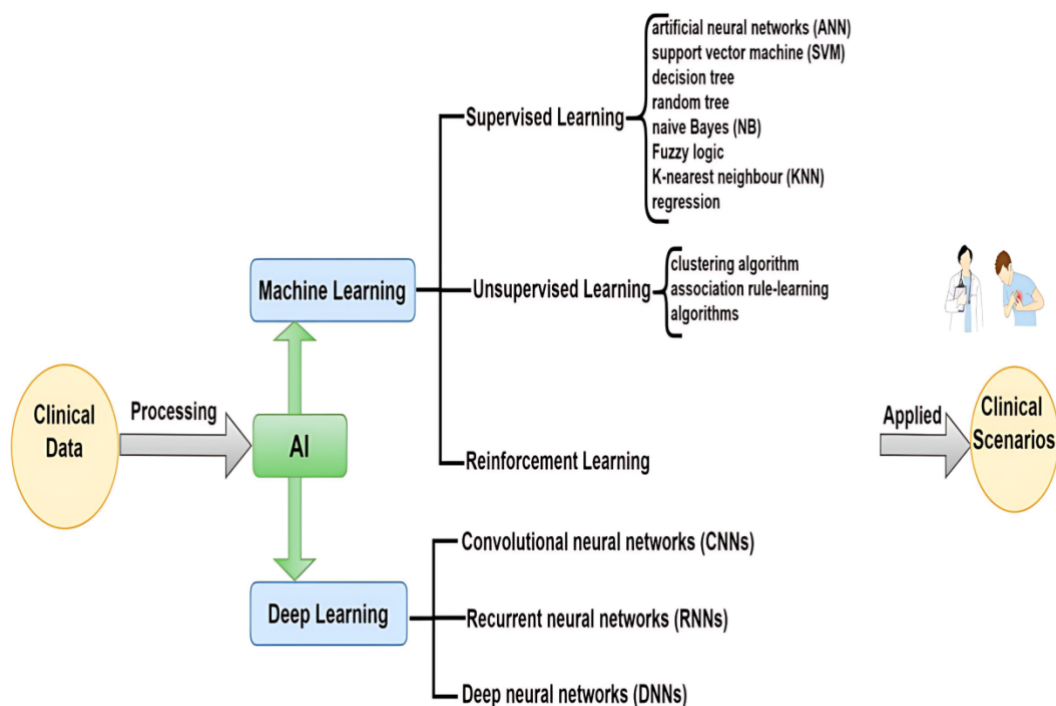 artificial neural networks (ANN)
support vector machine (SVM)
decision tree
random tree
naive Bayes (NB)
Fuzzy logic
K-nearest neighbour (KNN)
regression
Supervised Learning
Machine Learning
Unsupervised Learning
clustering algorithm
association rule-learning
algorithms
Clinical
Data
Processing
AI
Reinforcement Learning
Applied
Clinical
Scenarios
Deep Learning
Convolutional neural networks (CNNs)
Recurrent neural networks (RNNs)
Deep neural networks (DNNs)